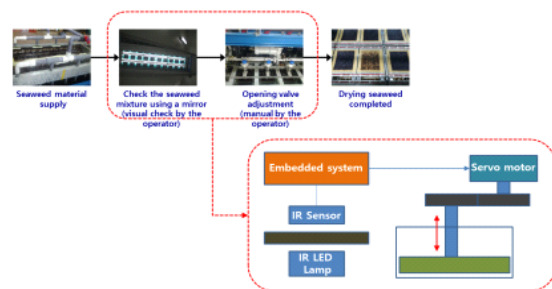 Seaweed material
supply
Check the seaweed
mixture using a mirror
(visual check by the
operator)
Opening valve
adjustment
(manual by the
operator)
Drying seaweed
completed
Embedded system
Servo motor
IR Sensor
IR LED
Lamp